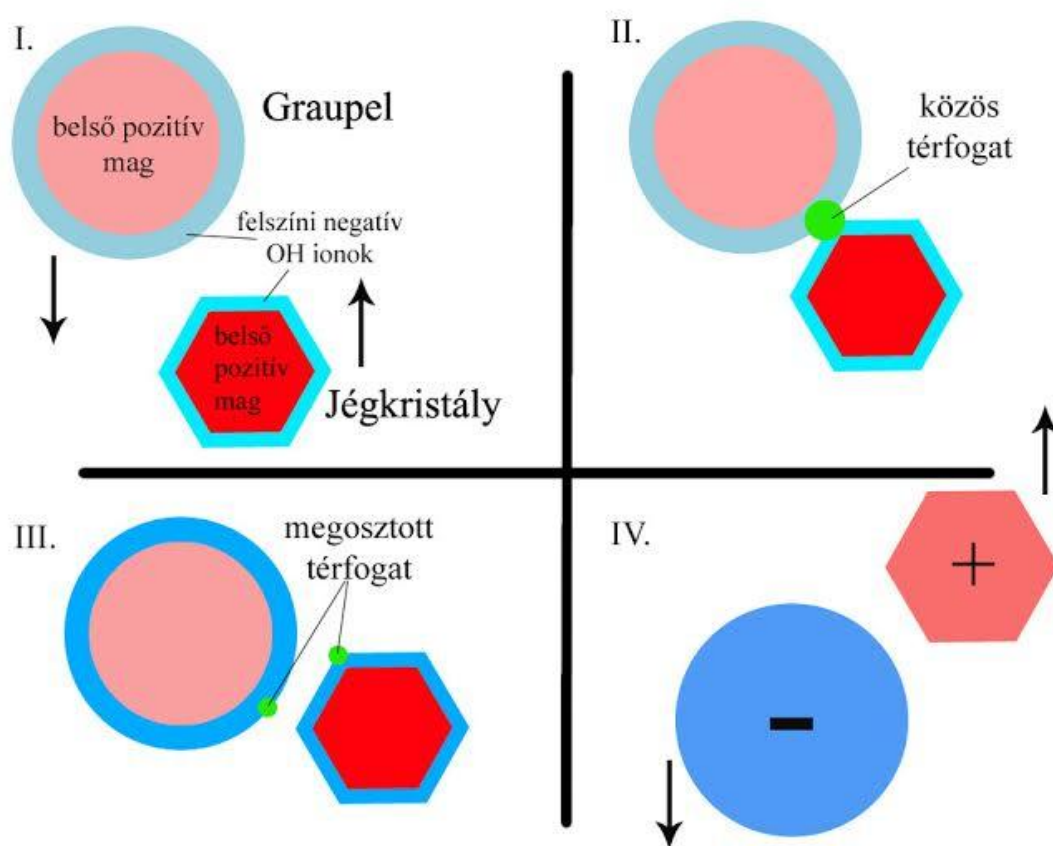 I.
belső pozitív
mag
Graupel
felszíni negatív
OH ionok
belső
pozitív
mag
Jégkristály
II.
közös
térfogat
III.
megosztott
térfogat
IV.
+
-